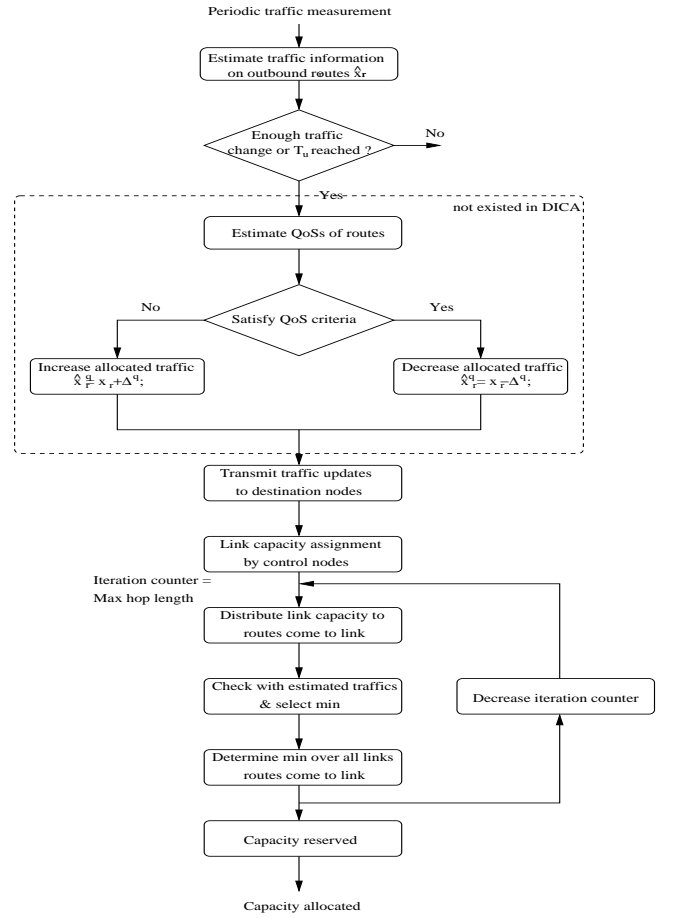 Periodic traffic measurement
Estimate traffic information
on outbound routes x̂r
Enough traffic
change or Tu reached ?
No
Yes
not existed in DICA
Estimate QoSs of routes
No
Satisfy QoS criteria
Yes
Increase allocated traffic
x̂ q r = x r+Δq;
Decrease allocated traffic
x̂q r= x r−Δq;
Transmit traffic updates
to destination nodes
Link capacity assignment
by control nodes
Iteration counter =
Max hop length
Distribute link capacity to
routes come to link
Check with estimated traffics
& select min
Decrease iteration counter
Determine min over all links
routes come to link
Capacity reserved
Capacity allocated